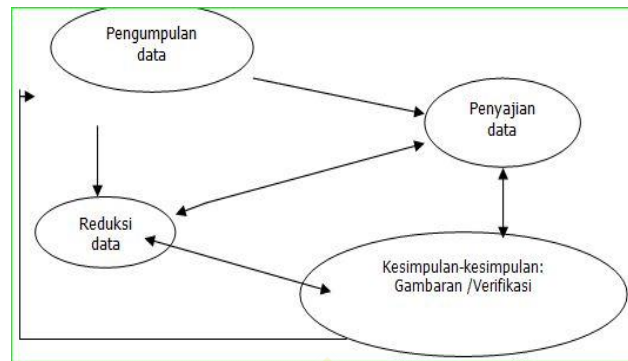 Pengumpulan
data
Penyajian
data
Reduksi
data
Kesimpulan-kesimpulan:
Gambaran /Verifikasi